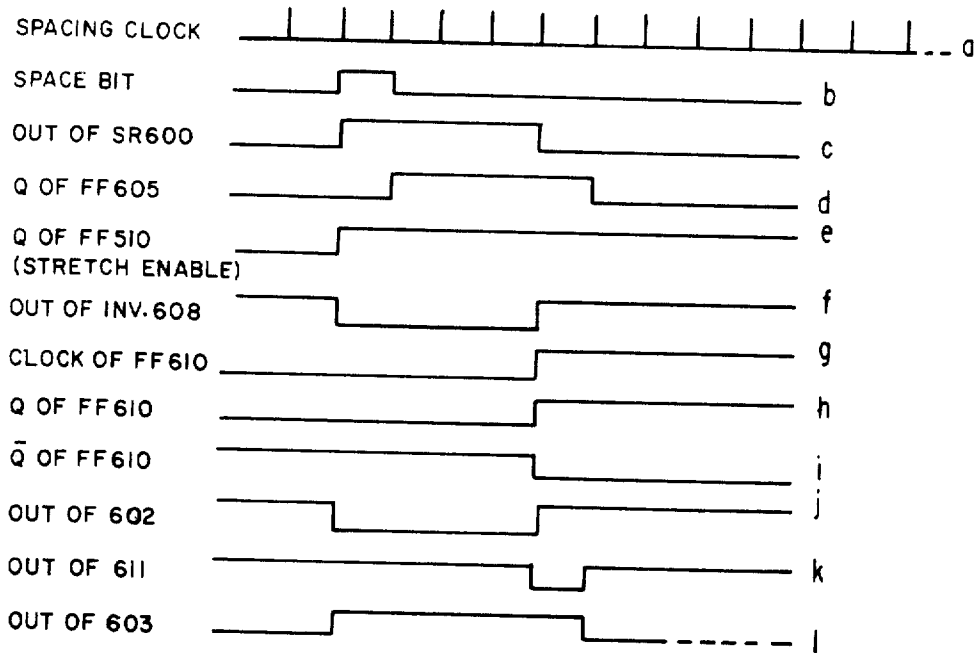 SPACING CLOCK a
SPACE BIT b
OUT OF SR600 c
Q OF FF605 d
Q OF FF510 e
(STRETCH ENABLE)
OUT OF INV.608 f
CLOCK OF FF610 g
Q OF FF610 h
Q̄ OF FF610 i
OUT OF 602 j
OUT OF 611 k
OUT OF 603 l